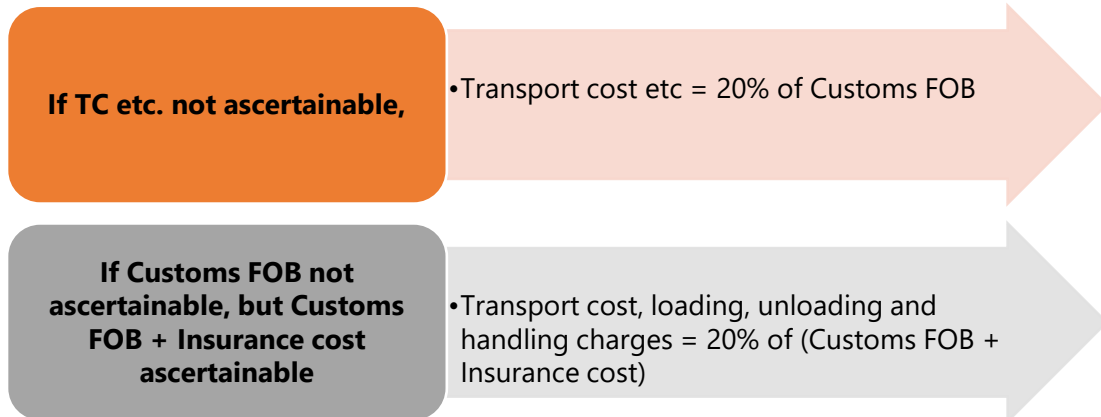 If TC etc. not ascertainable,
•Transport cost etc = 20% of Customs FOB
If Customs FOB not
ascertainable, but Customs
FOB + Insurance cost
ascertainable
•Transport cost, loading, unloading and
handling charges = 20% of (Customs FOB +
Insurance cost)